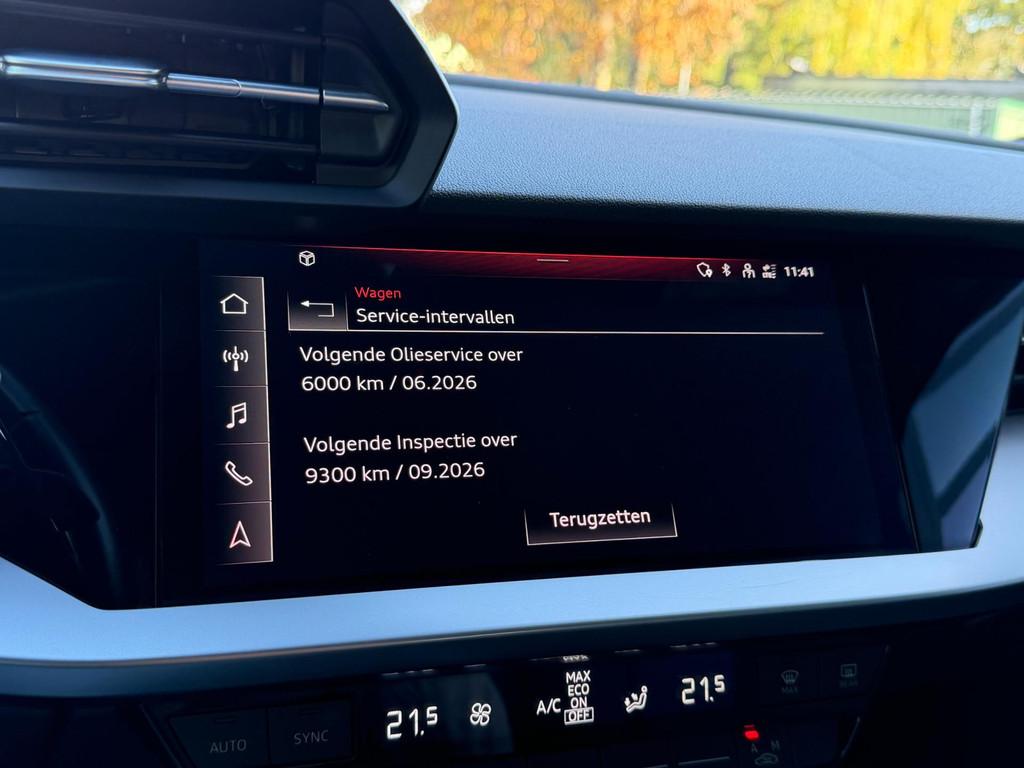 11:41
Wagen
Service-intervallen
Volgende Olieservice over
6000 km / 06.2026
Volgende Inspectie over
9300 km / 09.2026
Terugzetten
21.5
A/C
MAX
ECO
ON
OFF
21.5
MAX
AUTO
SYNC
A
M